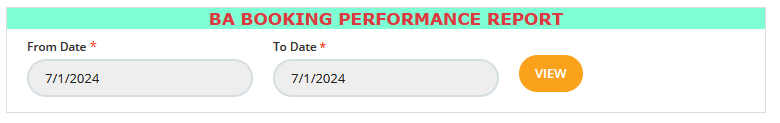 BA BOOKING PERFORMANCE REPORT
From Date * To Date *
7/1/2024 7/1/2024 VIEW